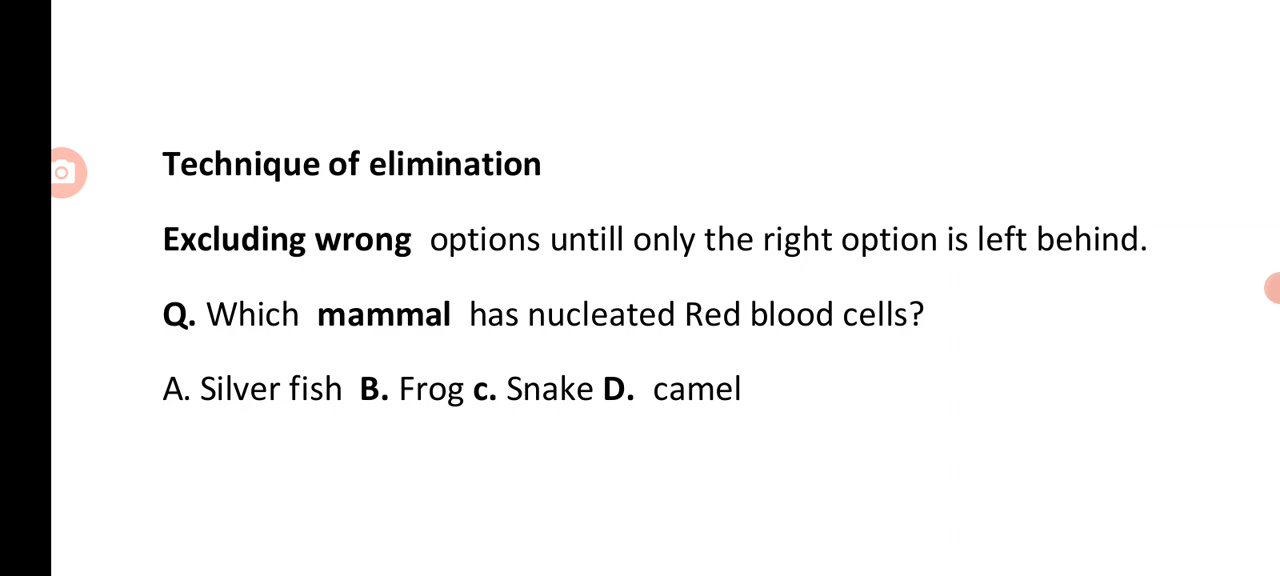 Technique of elimination
Excluding wrong options untill only the right option is left behind.
Q. Which mammal has nucleated Red blood cells?
A. Silver fish B. Frog c. Snake D. camel